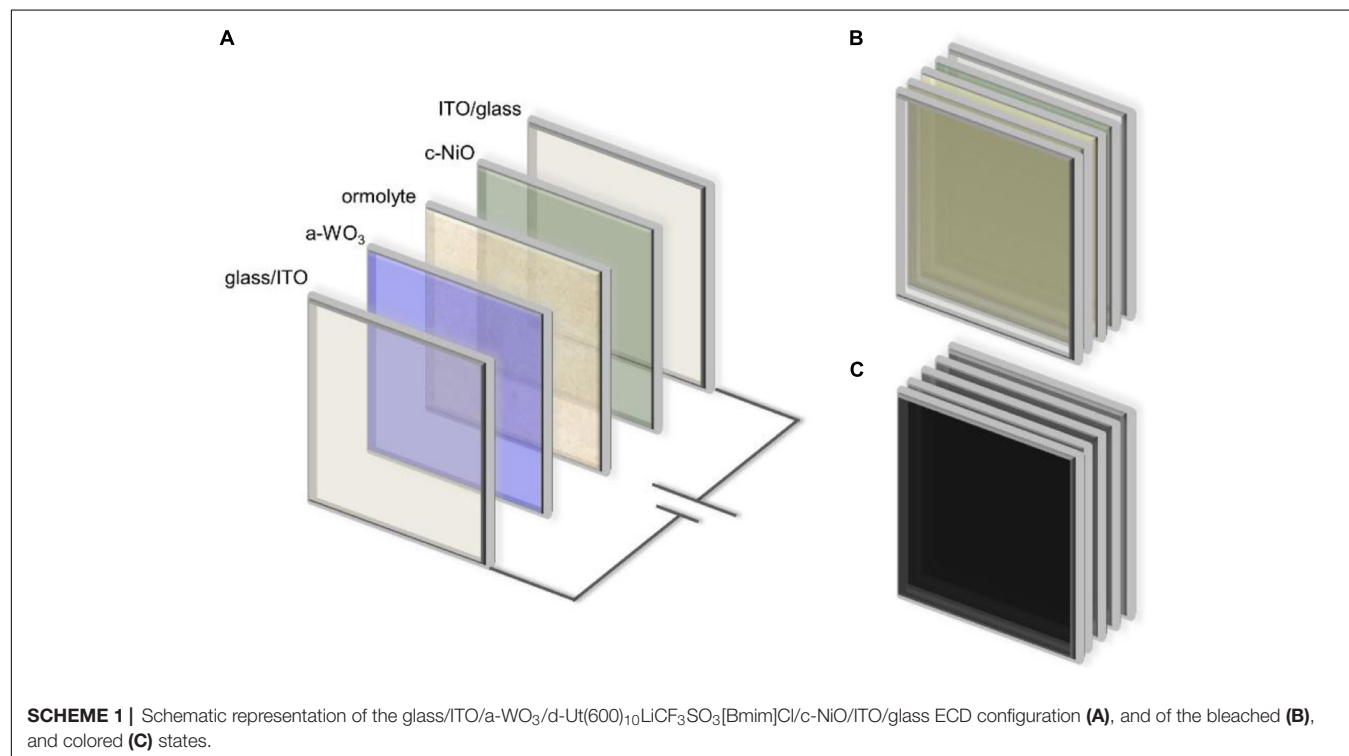 A
B
ITO/glass
c-NiO
ormolyte
a-WO₃
glass/ITO
C
SCHEME 1 | Schematic representation of the glass/ITO/a-WO₃/d-Ut(600)₁₀LiCF₃SO₃[Bmim]Cl/c-NiO/ITO/glass ECD configuration (A), and of the bleached (B),
and colored (C) states.